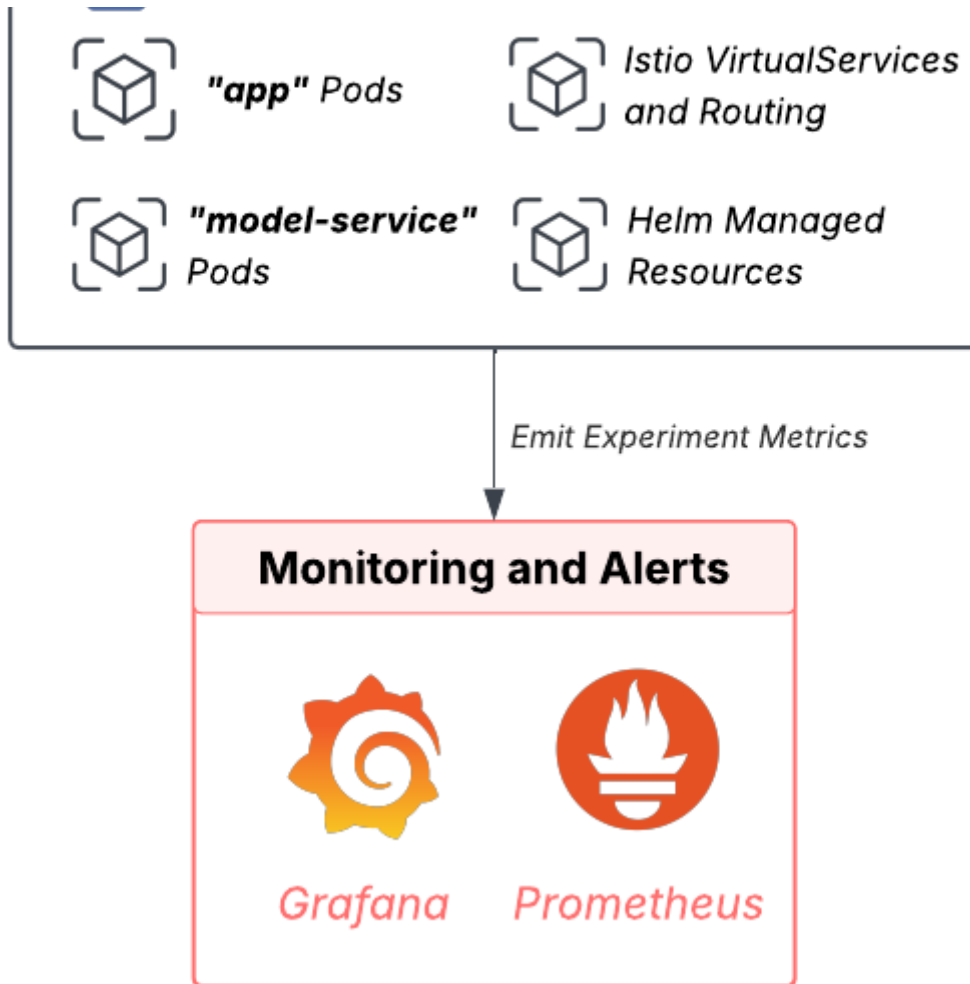 "app" Pods
Istio VirtualServices
and Routing
"model-service"
Pods
Helm Managed
Resources
Emit Experiment Metrics
Monitoring and Alerts
Grafana
Prometheus